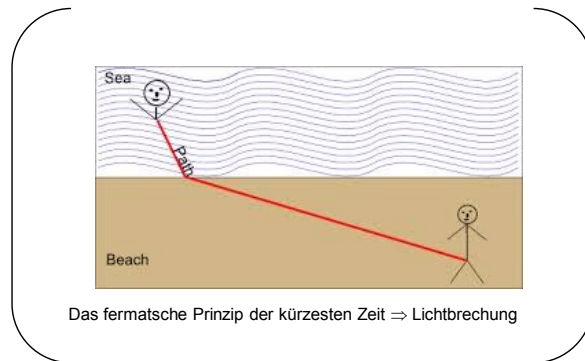 Sea
Path
Beach
Das fermatsche Prinzip der kürzesten Zeit ⇒ Lichtbrechung